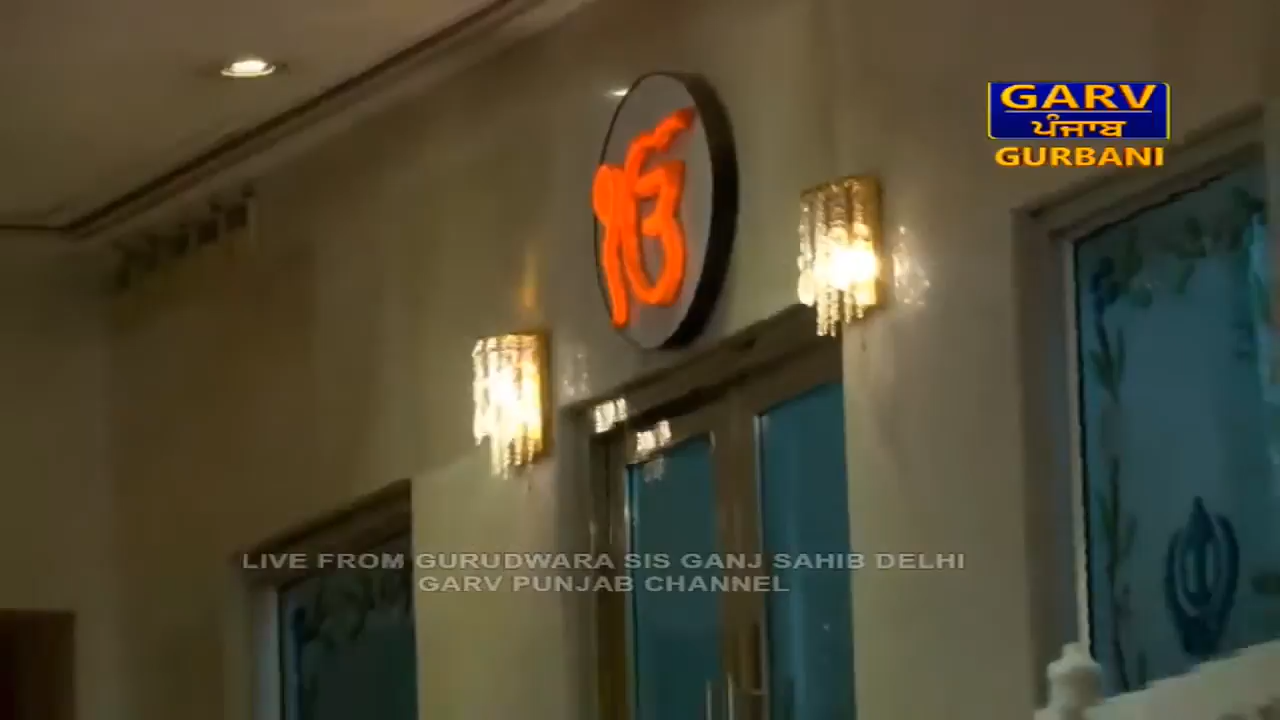 GARV
ਪੰਜਾਬ
GURBANI
ੴ
LIVE FROM GURUDWARA SIS GANJ SAHIB DELHI
GARV PUNJAB CHANNEL